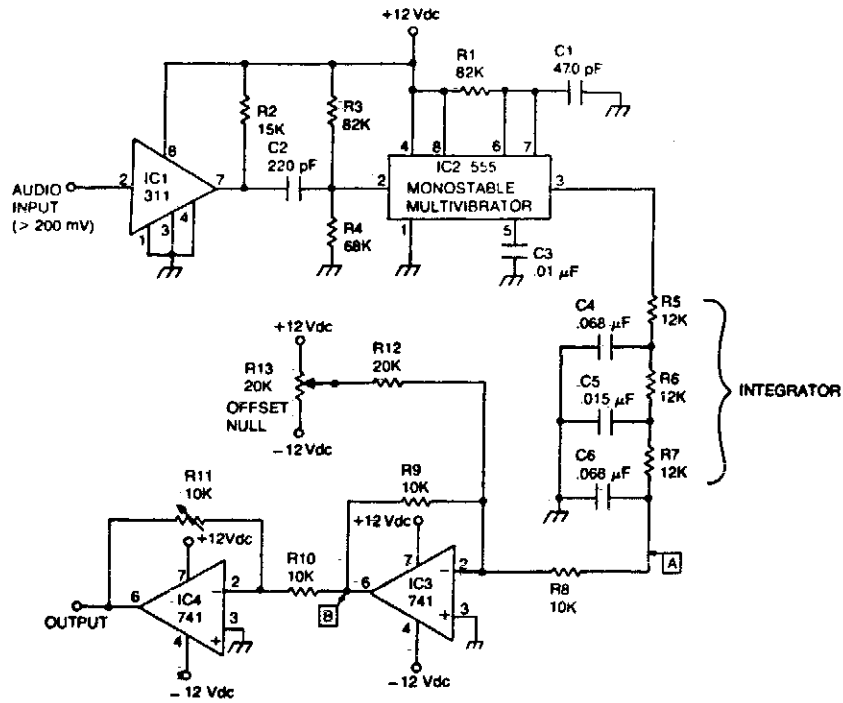 +12 Vdc
R1
82K
C1
470 pF
R2
15K
R3
82K
C2
220 pF
8
4
8
6
7
IC1
311
2
7
1
3
4
AUDIO
INPUT
(> 200 mV)
2
IC2 555
MONOSTABLE
MULTIVIBRATOR
3
1
5
R4
68K
C3
.01 µF
R5
12K
C4
.068 µF
R6
12K
C5
.015 µF
R7
12K
C6
.068 µF
INTEGRATOR
+12 Vdc
R13
20K
OFFSET
NULL
-12 Vdc
R12
20K
R11
10K
R9
10K
+12Vdc
+12Vdc
7
7
R10
10K
6
IC4
741
-
2
+
3
4
OUTPUT
B
6
IC3
741
-
2
+
3
4
R8
10K
A
-12 Vdc
-12 Vdc